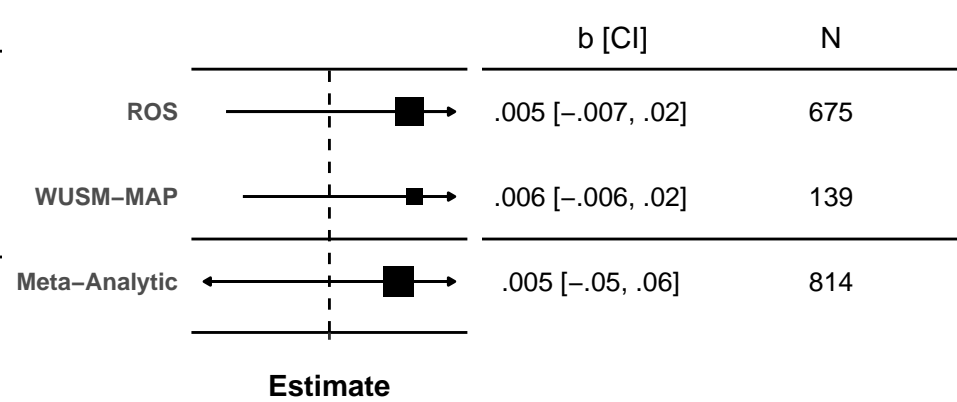 b [CI] N
ROS .005 [−.007, .02] 675
WUSM−MAP .006 [−.006, .02] 139
Meta−Analytic .005 [−.05, .06] 814
Estimate